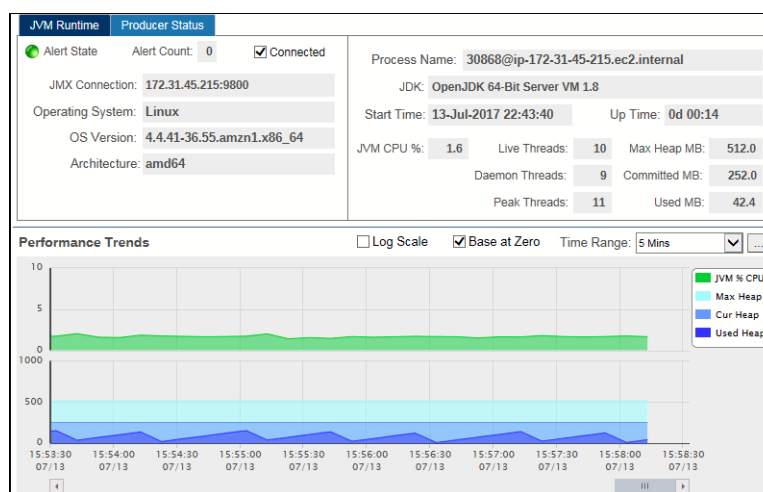 JVM Runtime Producer Status
Alert State Alert Count: 0 Connected
JMX Connection: 172.31.45.215:9800
Operating System: Linux
OS Version: 4.4.41-36.55.amzn1.x86_64
Architecture: amd64
Process Name: 30868@ip-172-31-45-215.ec2.internal
JDK: OpenJDK 64-Bit Server VM 1.8
Start Time: 13-Jul-2017 22:43:40 Up Time: 0d 00:14
JVM CPU %: 1.6 Live Threads: 10 Max Heap MB: 512.0
Daemon Threads: 9 Committed MB: 252.0
Peak Threads: 11 Used MB: 42.4
Performance Trends Log Scale Base at Zero Time Range: 5 Mins ...
10
5
0
JVM % CPU
Max Heap
Cur Heap
Used Heap
1000
500
0
15:53:30 15:54:00 15:54:30 15:55:00 15:55:30 15:56:00 15:56:30 15:57:00 15:57:30 15:58:00 15:58:30
07/13 07/13 07/13 07/13 07/13 07/13 07/13 07/13 07/13 07/13 07/13